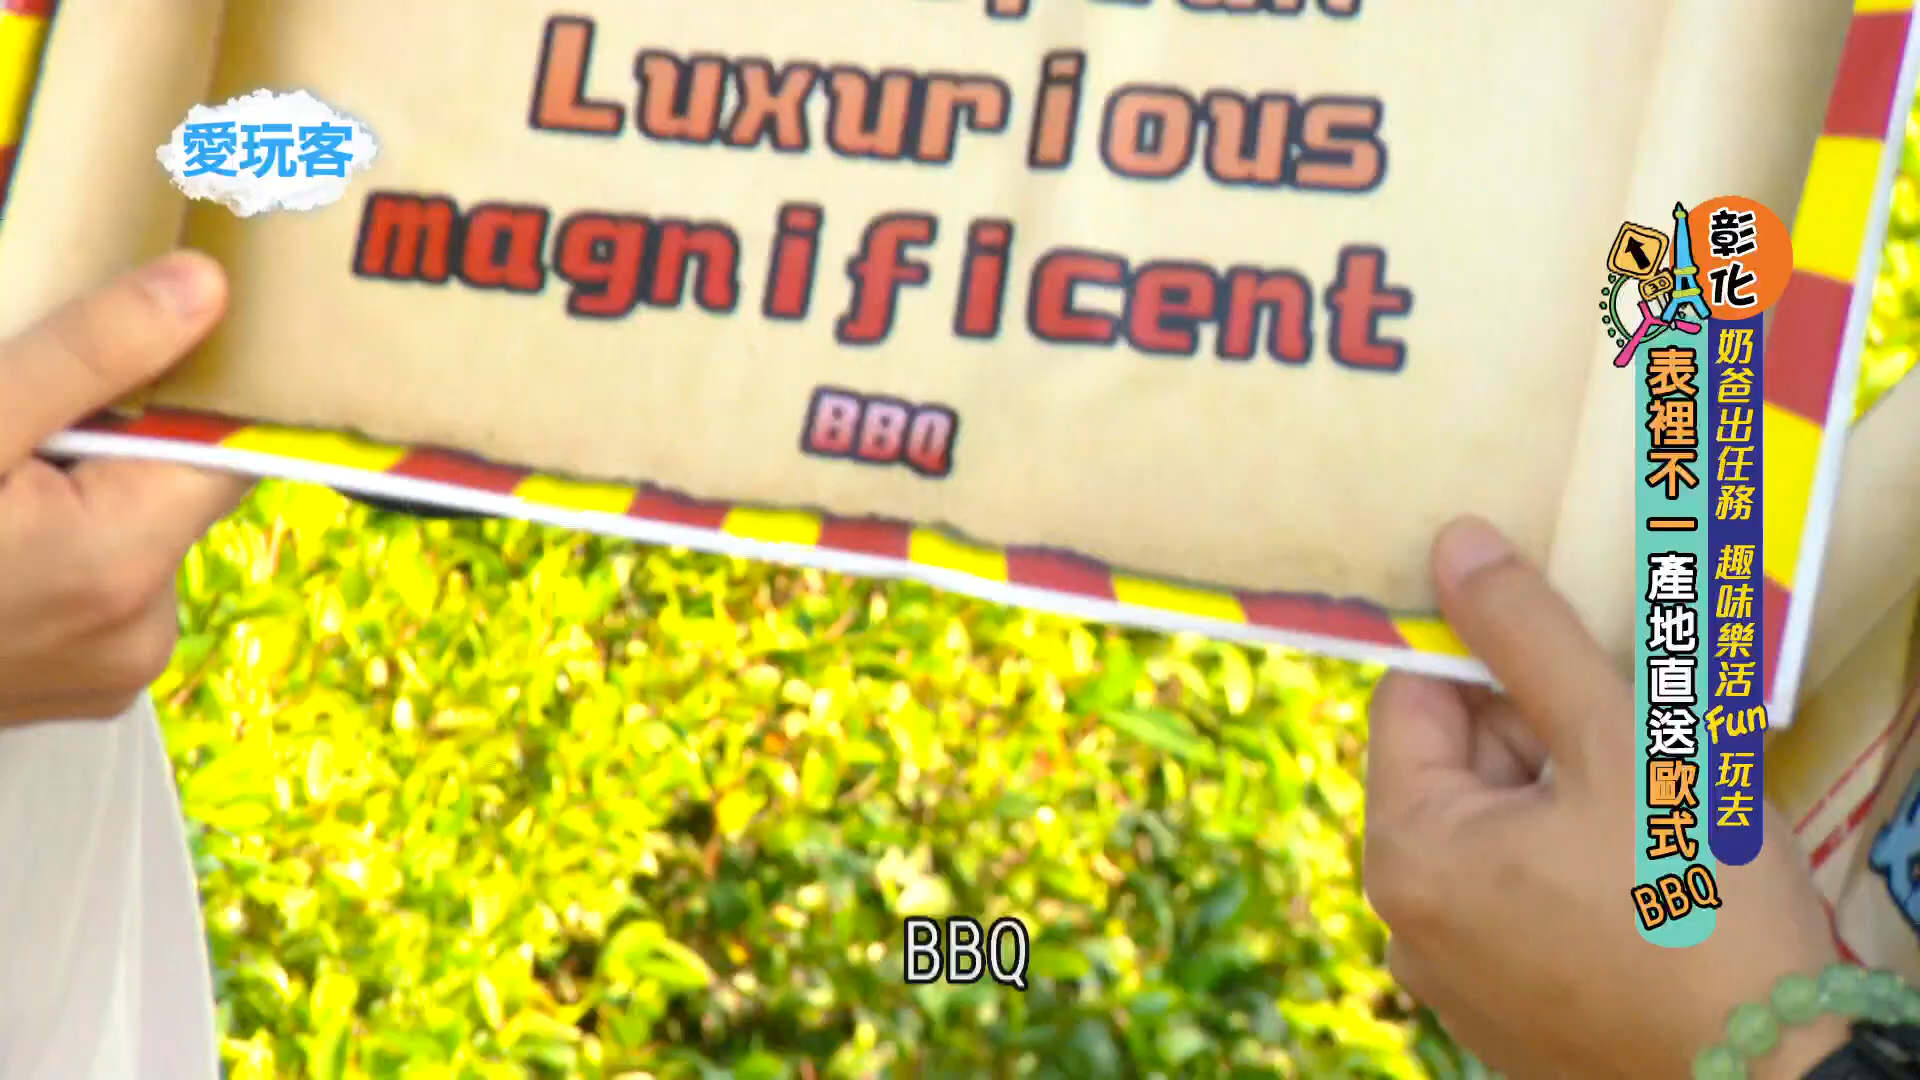 Luxurious
magnificent
BBQ
愛玩客
彰化
奶爸出任務 趣味樂活Fun玩去
表裡不一 產地直送歐式BBQ
BBQ